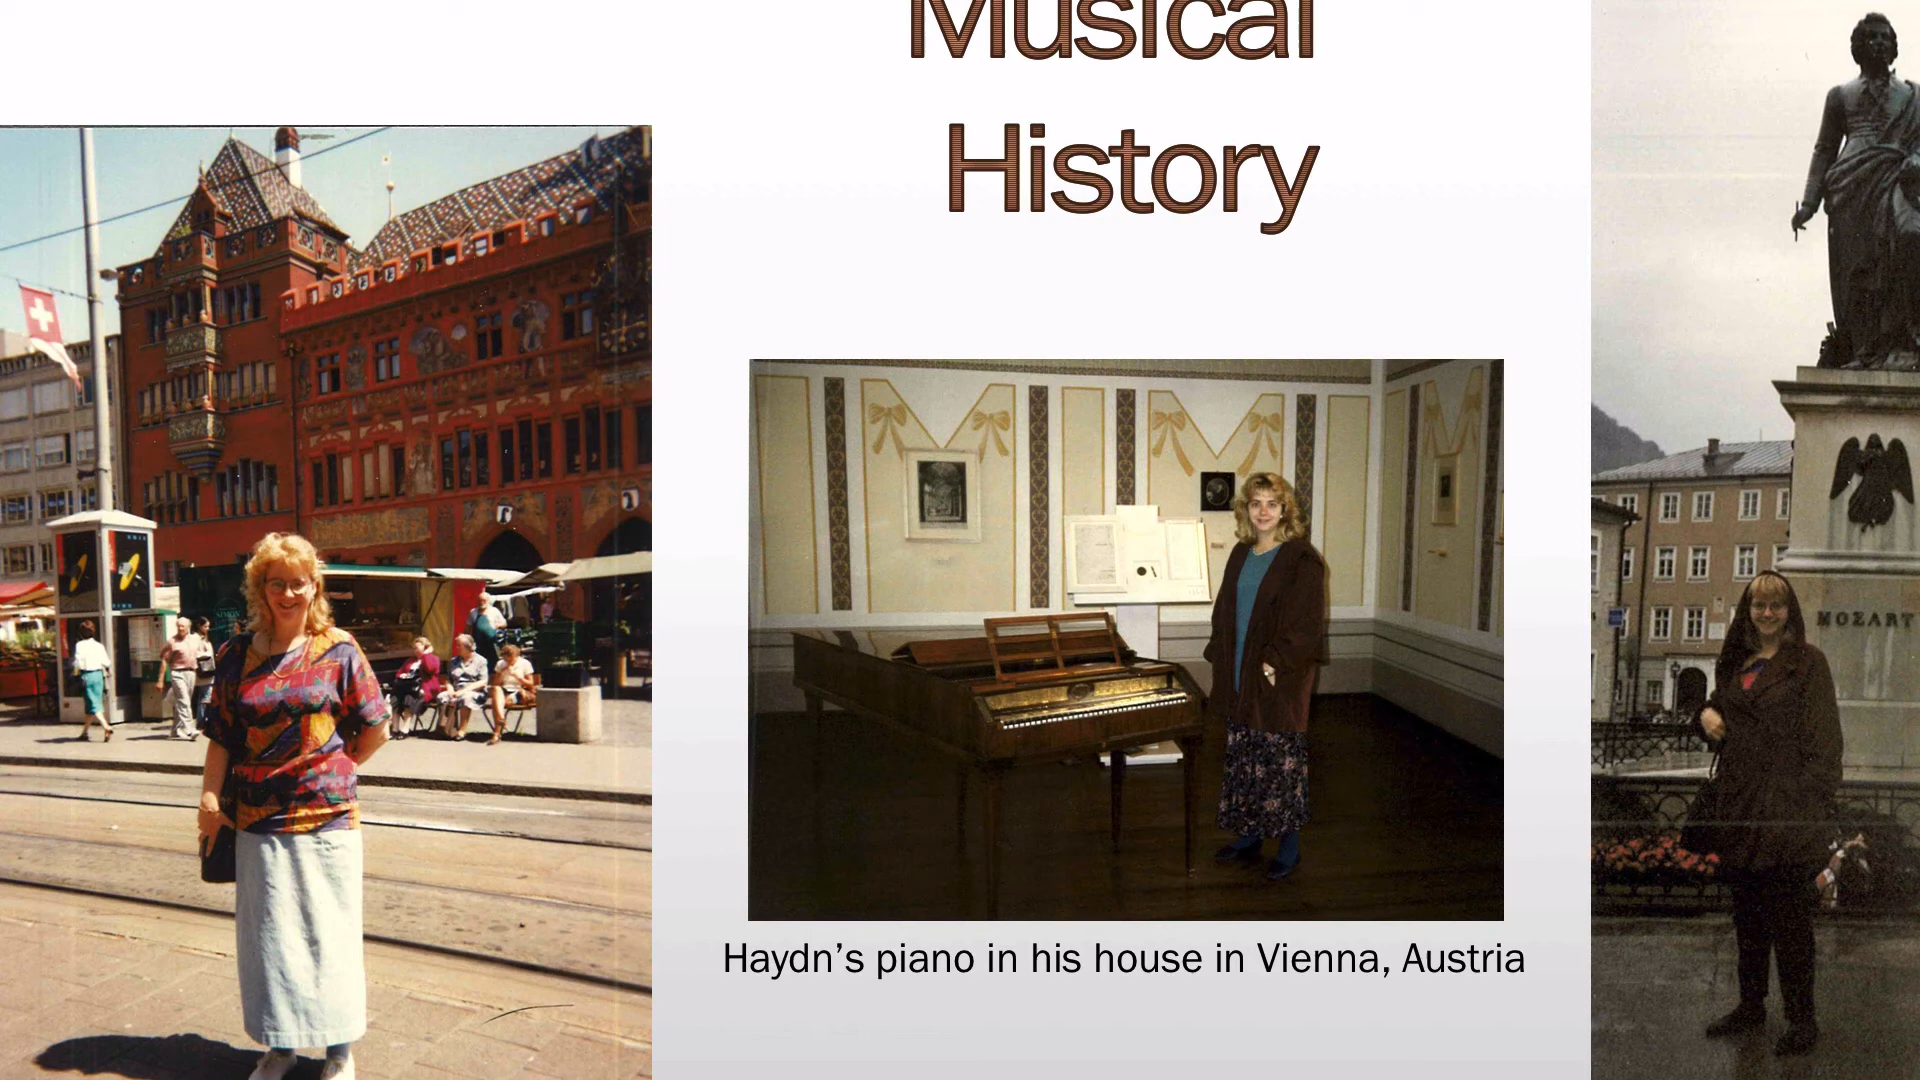 Musical
History
MOZART
Haydn’s piano in his house in Vienna, Austria